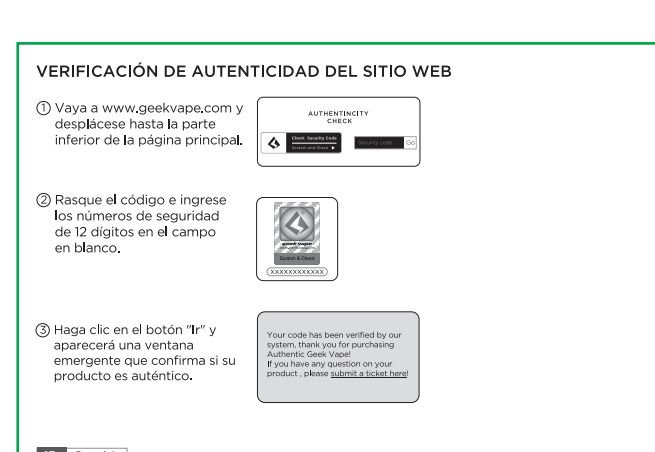 VERIFICACIÓN DE AUTENTICIDAD DEL SITIO WEB
① Vaya a www.geekvape.com y
desplácese hasta la parte
inferior de la página principal.
AUTHENTINCITY
CHECK
Check Security Code
Scratch and Check ▶
Security code
Go
② Rasque el código e ingrese
los números de seguridad
de 12 dígitos en el campo
en blanco.
geek vape
Scratch & Check
XXXXXXXXXXXX
③ Haga clic en el botón "Ir" y
aparecerá una ventana
emergente que confirma si su
producto es auténtico.
Your code has been verified by our
system, thank you for purchasing
Authentic Geek Vape!
If you have any question on your
product , please submit a ticket here!